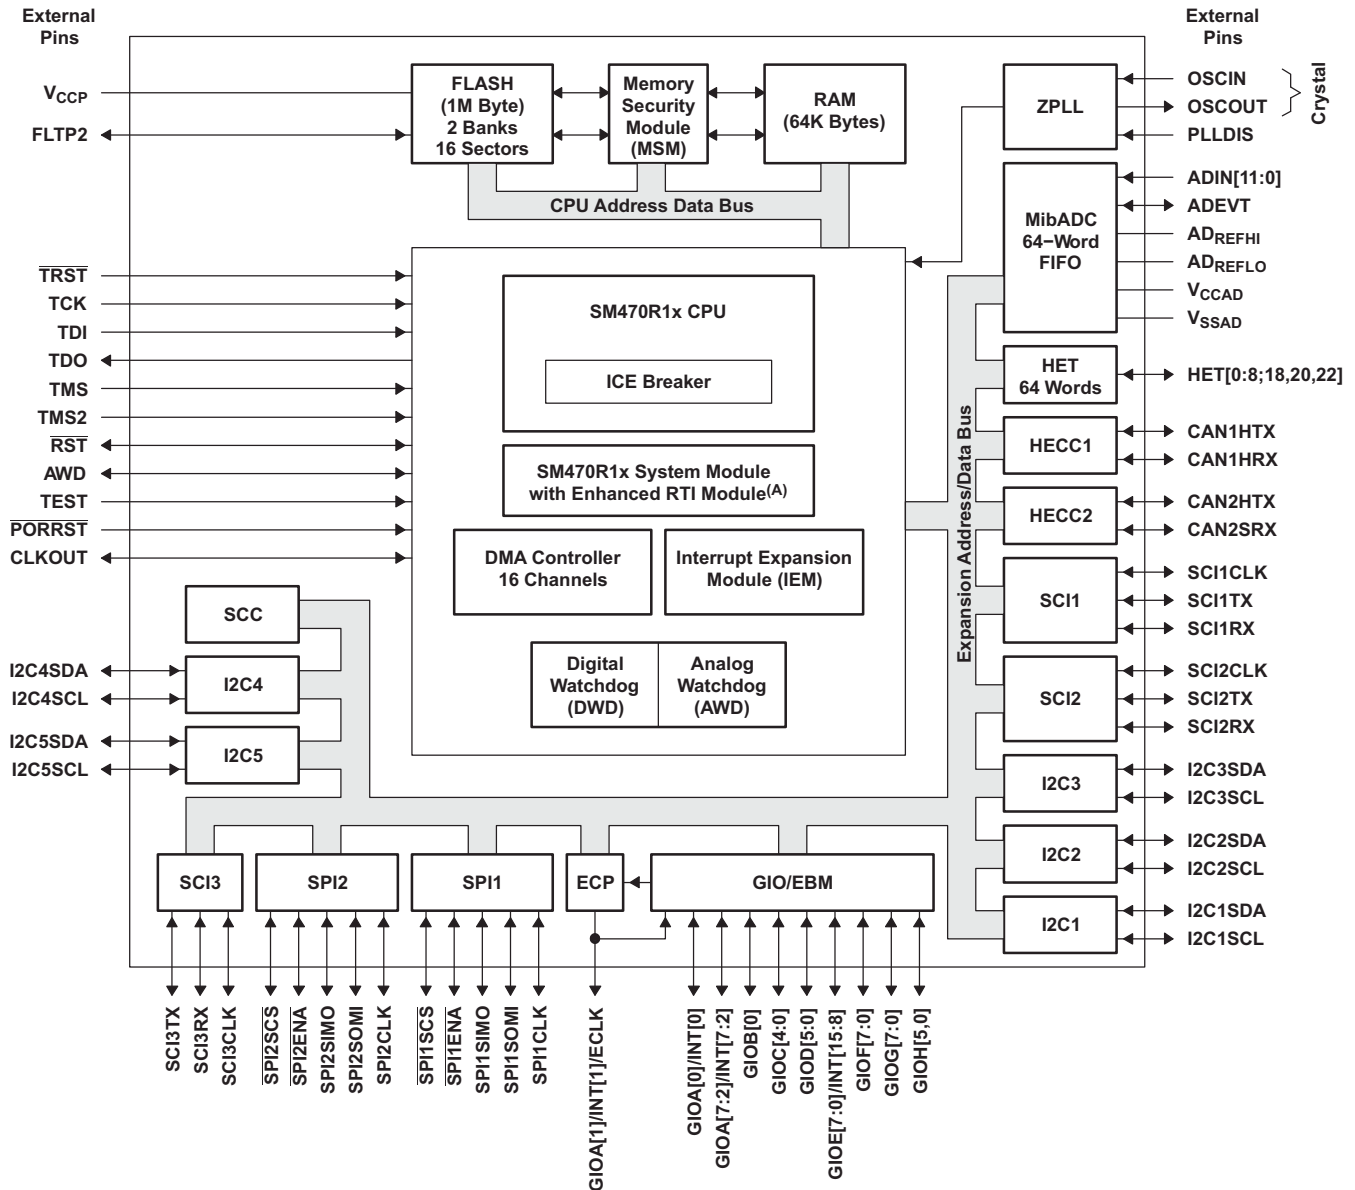 External
Pins
External
Pins
VCCP
FLTP2
FLASH
(1M Byte)
2 Banks
16 Sectors
Memory
Security
Module
(MSM)
RAM
(64K Bytes)
CPU Address Data Bus
ZPLL
OSCIN
OSCOUT
PLLDIS
Crystal
MibADC
64−Word
FIFO
ADIN[11:0]
ADEVT
ADREFHI
ADREFLO
VCCAD
VSSAD
TRST
TCK
TDI
TDO
TMS
TMS2
RST
AWD
TEST
PORRST
CLKOUT
SM470R1x CPU
ICE Breaker
SM470R1x System Module
with Enhanced RTI Module(A)
DMA Controller
16 Channels
Interrupt Expansion
Module (IEM)
Digital
Watchdog
(DWD)
Analog
Watchdog
(AWD)
Expansion Address/Data Bus
HET
64 Words
HET[0:8;18,20,22]
HECC1
CAN1HTX
CAN1HRX
HECC2
CAN2HTX
CAN2SRX
SCI1
SCI1CLK
SCI1TX
SCI1RX
SCI2
SCI2CLK
SCI2TX
SCI2RX
I2C3
I2C3SDA
I2C3SCL
I2C2
I2C2SDA
I2C2SCL
I2C1
I2C1SDA
I2C1SCL
SCC
I2C4SDA
I2C4SCL
I2C4
I2C5SDA
I2C5SCL
I2C5
SCI3
SPI2
SPI1
ECP
GIO/EBM
SCI3TX
SCI3RX
SCI3CLK
SPI2SCS
SPI2ENA
SPI2SIMO
SPI2SOMI
SPI2CLK
SPI1SCS
SPI1ENA
SPI1SIMO
SPI1SOMI
SPI1CLK
GIOA[1]/INT[1]/ECLK
GIOA[0]/INT[0]
GIOA[7:2]/INT[7:2]
GIOB[0]
GIOC[4:0]
GIOD[5:0]
GIOE[7:0]/INT[15:8]
GIOF[7:0]
GIOG[7:0]
GIOH[5,0]